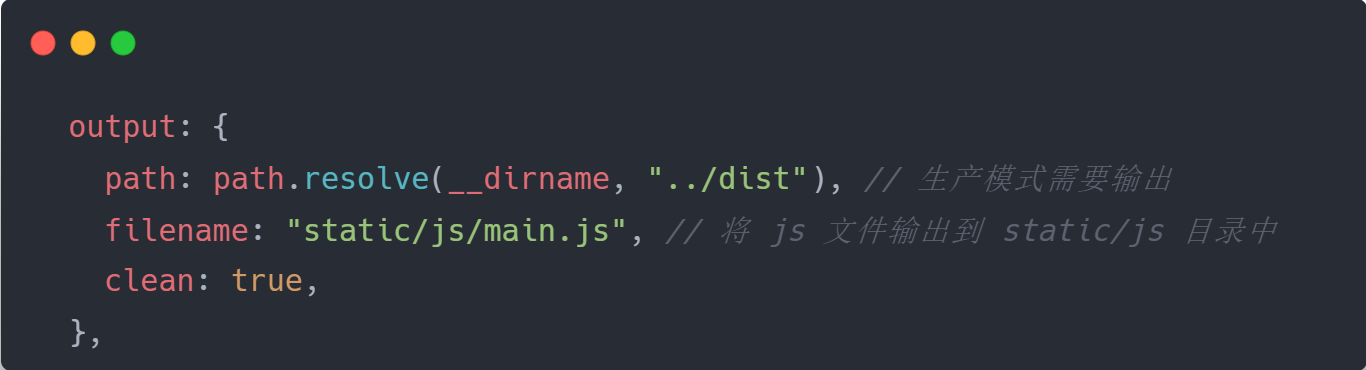 output: {
  path: path.resolve(__dirname, "../dist"), // 生产模式需要输出
  filename: "static/js/main.js", // 将 js 文件输出到 static/js 目录中
  clean: true,
},